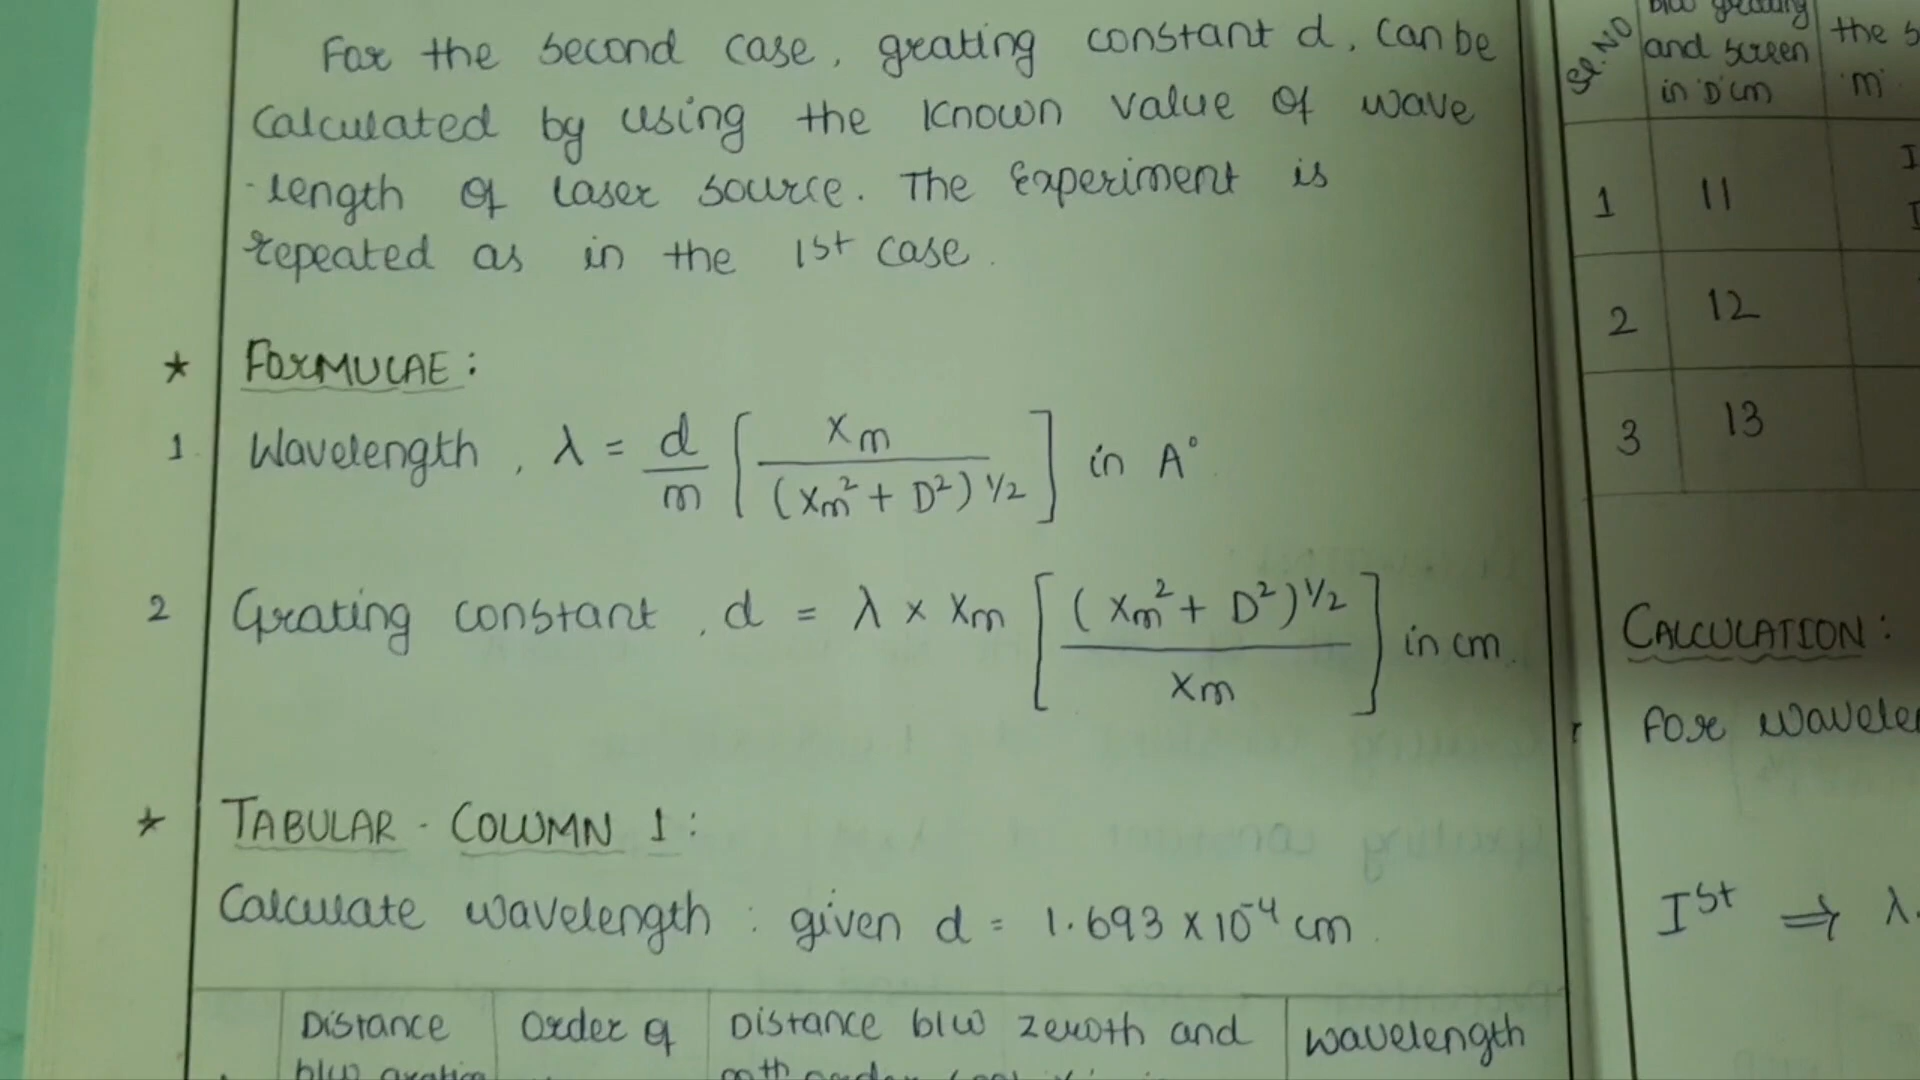 For the second case, grating constant d, can be
calculated by using the known value of wave
-length of laser source. The Experiment is
repeated as in the 1st case.
* FORMULAE:
1 Wavelength, λ = d/m [ xm / (xm² + D²)^1/2 ] in A°
2 Grating constant, d = λ × xm [ (xm² + D²)^1/2 / xm ] in cm
* TABULAR - COLUMN 1:
Calculate wavelength : given d = 1.693 × 10⁻⁴ cm.
Distance
order of
Distance b/w zeroth and
wavelength
b/w
Sr.NO
b/w grating
and screen
in 'D' cm
the
'm'
1 11
2 12
3 13
CALCULATION:
For
Ist ⇒ λ